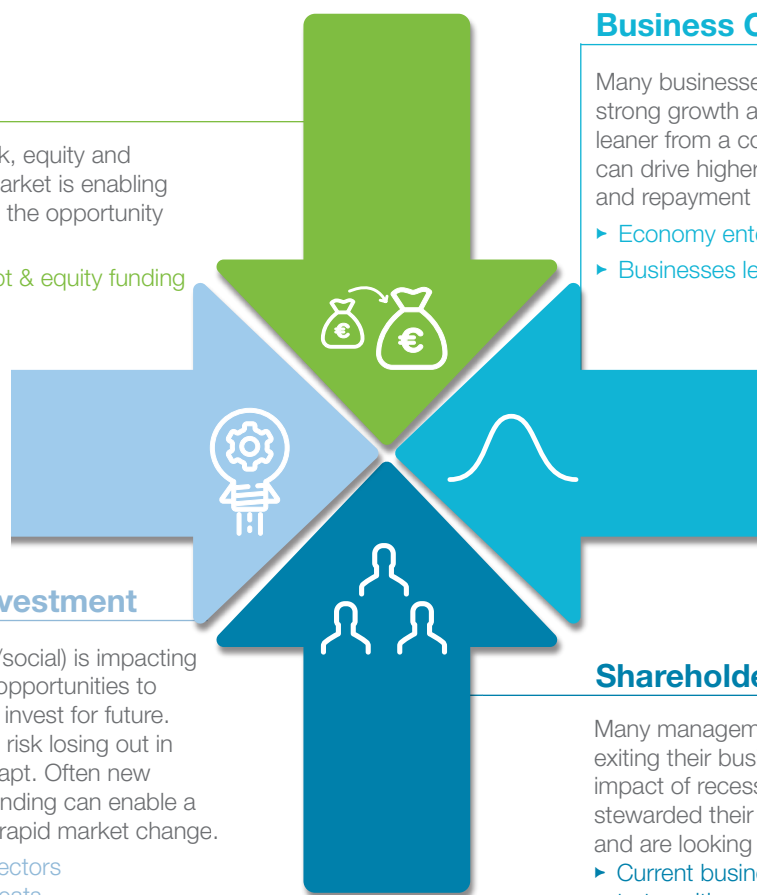 k, equity and
arket is enabling
the opportunity
ot & equity funding
€
€
Business C
Many businesse
strong growth a
leaner from a co
can drive higher
and repayment
► Economy ente
► Businesses le
vestment
/social) is impacting
opportunities to
invest for future.
risk losing out in
apt. Often new
nding can enable a
rapid market change.
ectors
Shareholde
Many managem
exiting their bus
impact of recess
stewarded their
and are looking
► Current busine